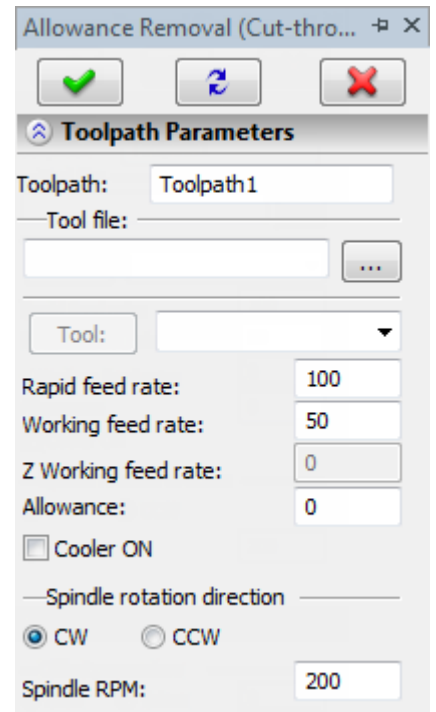 Allowance Removal (Cut-thro...
Toolpath Parameters
Toolpath: Toolpath1
Tool file:
...
Tool:
Rapid feed rate: 100
Working feed rate: 50
Z Working feed rate: 0
Allowance: 0
Cooler ON
Spindle rotation direction
CW CCW
Spindle RPM: 200